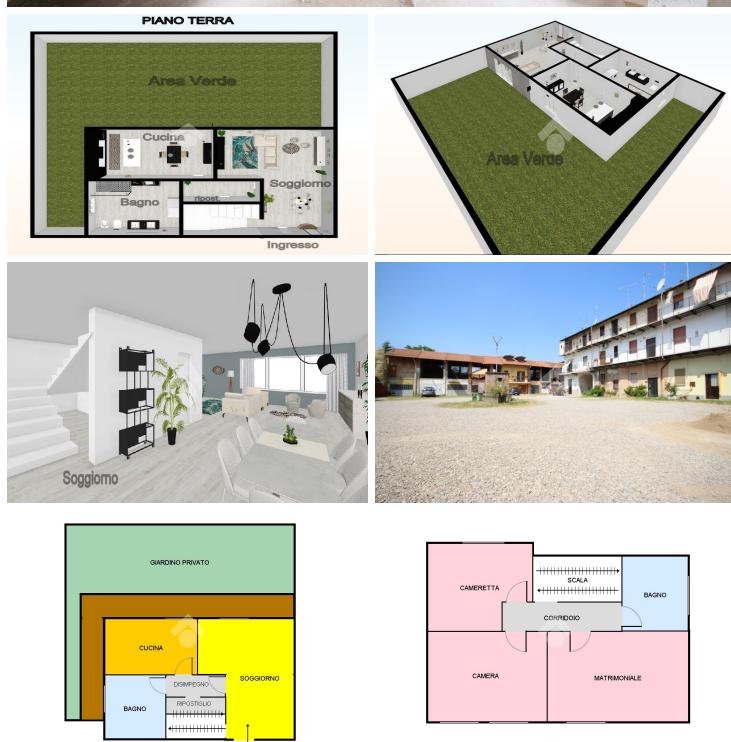 PIANO TERRA
Area Verde
Cucina
Soggiorno
Bagno
ripost.
Ingresso
Area Verde
Soggiorno
GIARDINO PRIVATO
CUCINA
SOGGIORNO
DISIMPEGNO
RIPOSTIGLIO
BAGNO
SCALA
CAMERETTA
BAGNO
CORRIDOIO
CAMERA
MATRIMONIALE